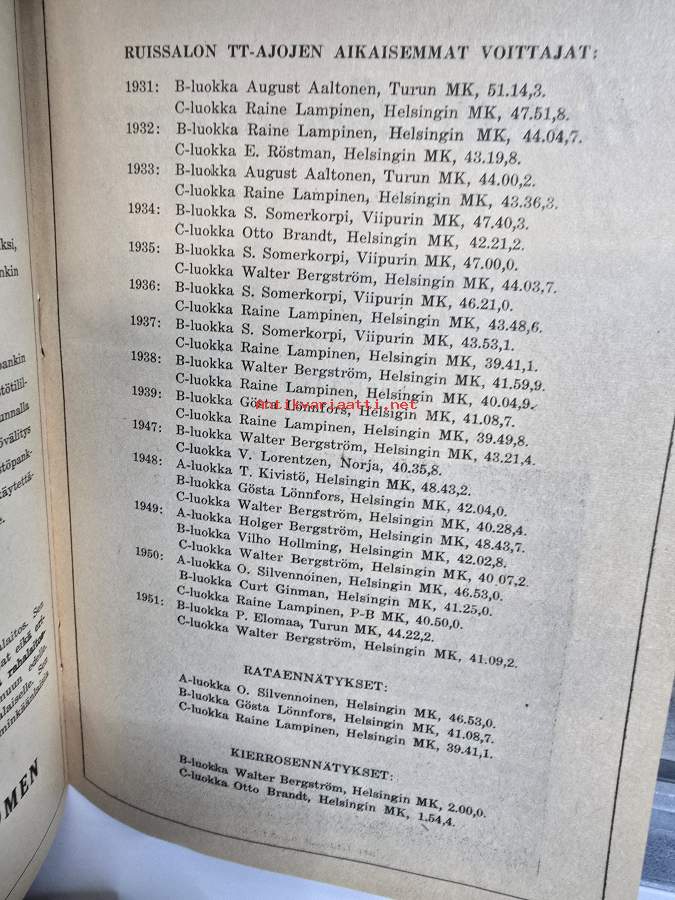 RUISSALON TT-AJOJEN AIKAISEMMAT VOITTAJAT:
1931: B-luokka August Aaltonen, Turun MK, 51.14,3.
C-luokka Raine Lampinen, Helsingin MK, 47.51,8.
1932: B-luokka Raine Lampinen, Helsingin MK, 44.04,7.
C-luokka E. Röstman, Helsingin MK, 43.19,8.
1933: B-luokka August Aaltonen, Turun MK, 44.00,2.
C-luokka Raine Lampinen, Helsingin MK, 43.36,3.
1934: B-luokka S. Somerkorpi, Viipurin MK, 47.40,3.
C-luokka Otto Brandt, Helsingin MK, 42.21,2.
1935: B-luokka S. Somerkorpi, Viipurin MK, 47.00,0.
C-luokka Walter Bergström, Helsingin MK, 44.03,7.
1936: B-luokka S. Somerkorpi, Viipurin MK, 46.21,0.
C-luokka Raine Lampinen, Helsingin MK, 43.48,6.
1937: B-luokka S. Somerkorpi, Viipurin MK, 43.53,1.
C-luokka Raine Lampinen, Helsingin MK, 39.41,1.
1938: B-luokka Walter Bergström, Helsingin MK, 41.59,9.
C-luokka Raine Lampinen, Helsingin MK, 40.04,9.
1939: B-luokka Gösta Lönnfors, Helsigin MK, 41.08,7.
C-luokka Raine Lampinen, Helsingin MK, 39.49,8.
1947: B-luokka Walter Bergström, Helsingin MK, 43.21,4.
C-luokka V. Lorentzen, Norja, 40.35,8.
1948: A-luokka T. Kivistö, Helsingin MK, 48.43,2.
B-luokka Gösta Lönnfors, Helsingin MK, 42.04,0.
C-luokka Walter Bergström, Helsingin MK, 40.28,4.
1949: A-luokka Holger Bergström, Helsingin MK, 48.43,7.
B-luokka Vilho Hollming, Helsingin MK, 42.02,8.
C-luokka Walter Bergström, Helsingin MK, 40 07,2.
1950: A-luokka O. Silvennoinen, Helsingin MK, 46.53,0.
B-luokka Curt Ginman, Helsingin MK, 41.25,0.
C-luokka Raine Lampinen, P-B MK, 40.50,0.
1951: B-luokka P. Elomaa, Turun MK, 44.22,2.
C-luokka Walter Bergström, Helsingin MK, 41.09,2.
RATAENNÄTYKSET:
A-luokka O. Silvennoinen, Helsingin MK, 46.53,0.
B-luokka Gösta Lönnfors, Helsingin MK, 41.08,7.
C-luokka Raine Lampinen, Helsingin MK, 39.41,1.
KIERROSENNÄTYKSET:
B-luokka Walter Bergström, Helsingin MK, 2.00,0.
C-luokka Otto Brandt, Helsingin MK, 1.54,4.
antikvariaatti.net